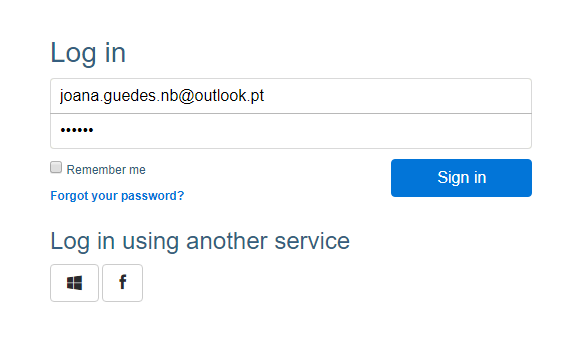 Log in
joana.guedes.nb@outlook.pt
••••••
Remember me
Sign in
Forgot your password?
Log in using another service
f